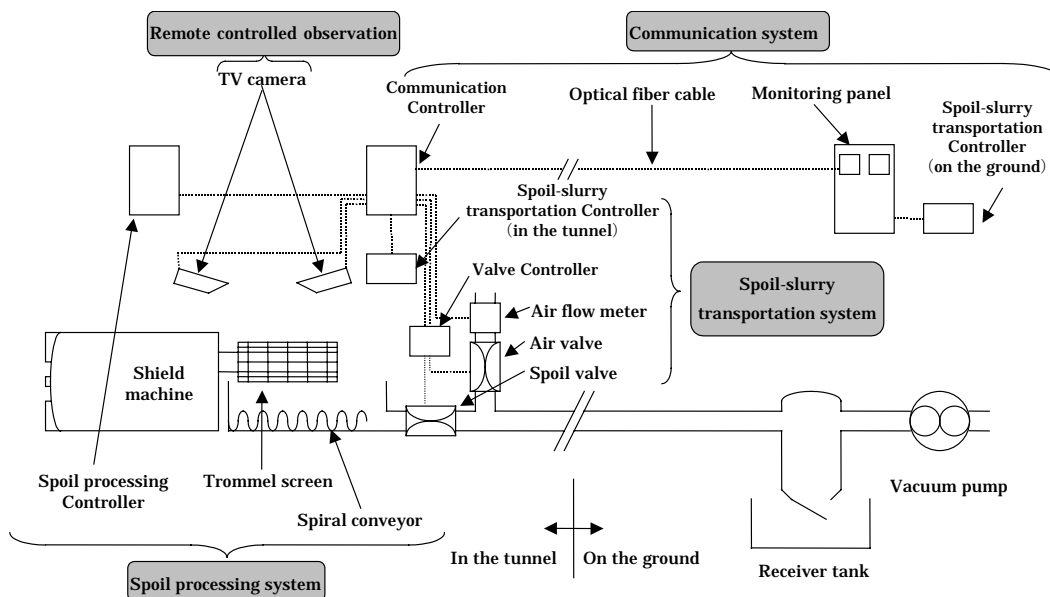 Remote controlled observation
Communication system
TV camera
Communication
Controller
Optical fiber cable
Monitoring panel
Spoil-slurry
transportation
Controller
(on the ground)
Spoil-slurry
transportation Controller
(in the tunnel)
Valve Controller
Spoil-slurry
transportation system
Air flow meter
Air valve
Spoil valve
Shield
machine
Spoil processing
Controller
Trommel screen
Spiral conveyor
Vacuum pump
In the tunnel
On the ground
Receiver tank
Spoil processing system